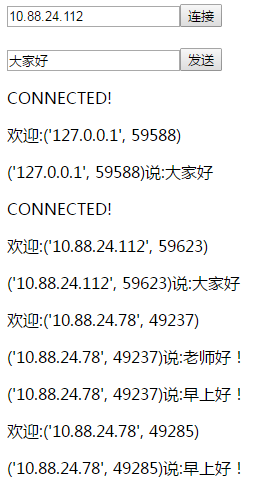 10.88.24.112 连接
大家好 发送
CONNECTED!
欢迎:('127.0.0.1', 59588)
('127.0.0.1', 59588)说:大家好
CONNECTED!
欢迎:('10.88.24.112', 59623)
('10.88.24.112', 59623)说:大家好
欢迎:('10.88.24.78', 49237)
('10.88.24.78', 49237)说:老师好！
('10.88.24.78', 49237)说:早上好！
欢迎:('10.88.24.78', 49285)
('10.88.24.78', 49285)说:早上好！